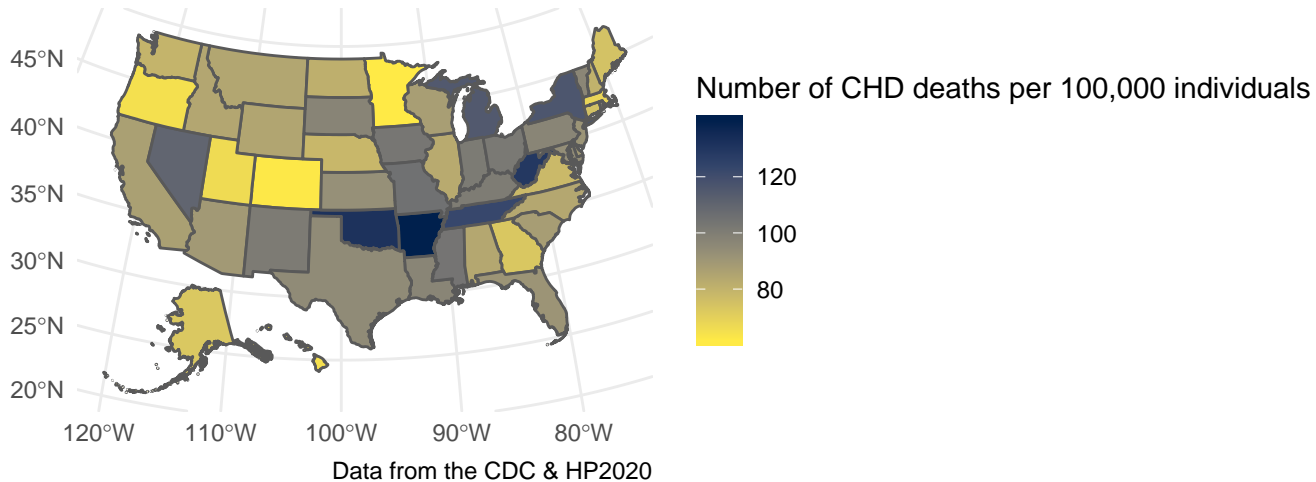 45°N
40°N
35°N
30°N
25°N
20°N
120°W 110°W 100°W 90°W 80°W
Data from the CDC & HP2020
Number of CHD deaths per 100,000 individuals
120
100
80